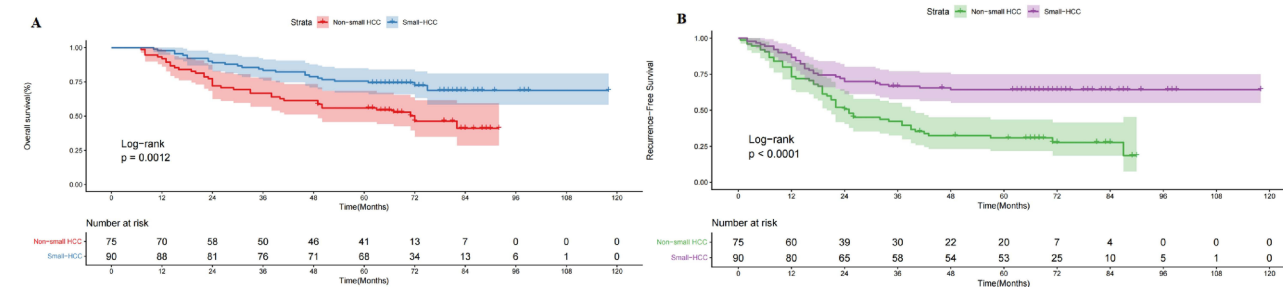 A
Strata Non-small HCC Small-HCC
1.00
0.75
0.50
0.25
0.00
Overall survival(%)
Log-rank
p = 0.0012
0 12 24 36 48 60 72 84 96 108 120
Time(Months)
Number at risk
Non-small HCC 75 70 58 50 46 41 13 7 0 0 0
Small-HCC 90 88 81 76 71 68 34 13 6 1 0
0 12 24 36 48 60 72 84 96 108 120
Time(Months)
B
Strata Non-small HCC Small-HCC
1.00
0.75
0.50
0.25
0.00
Recurrence-Free Survival
Log-rank
p < 0.0001
0 12 24 36 48 60 72 84 96 108 120
Time(Months)
Number at risk
Non-small HCC 75 60 39 30 22 20 7 4 0 0 0
Small-HCC 90 80 65 58 54 53 25 10 5 1 0
0 12 24 36 48 60 72 84 96 108 120
Time(Months)